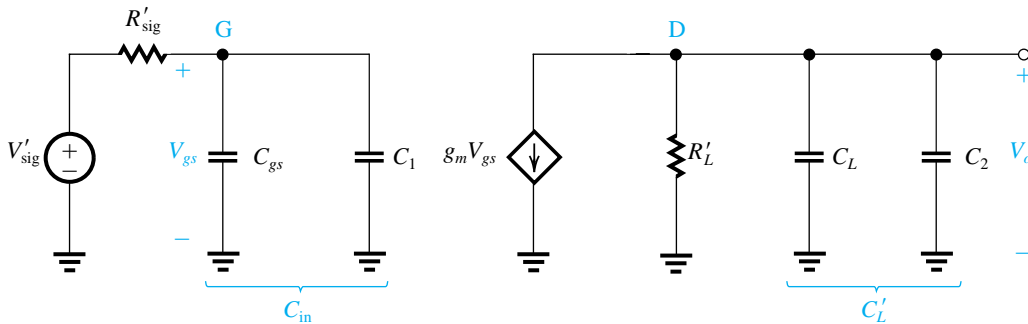 R′sig
G
D
+
+
V′sig
+
−
Vgs
Cgs
C1
gmVgs
R′L
CL
C2
−
−
Cin
C′L